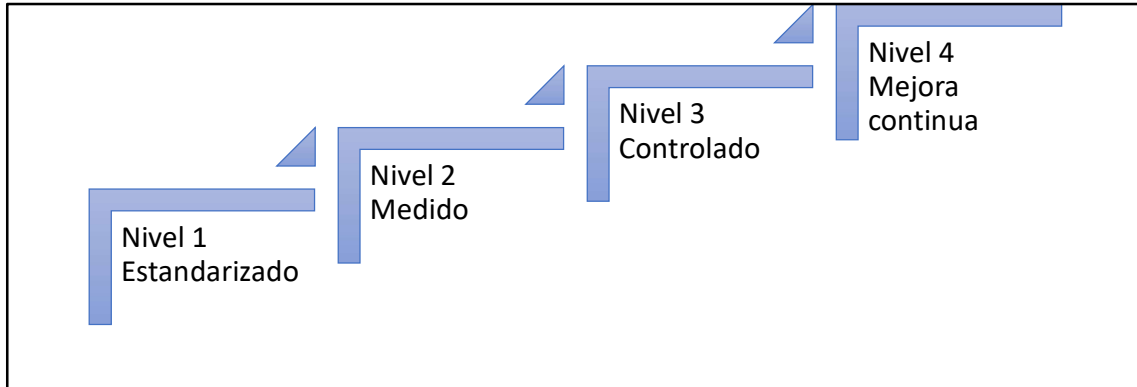 Nivel 1
Estandarizado
Nivel 2
Medido
Nivel 3
Controlado
Nivel 4
Mejora
continua